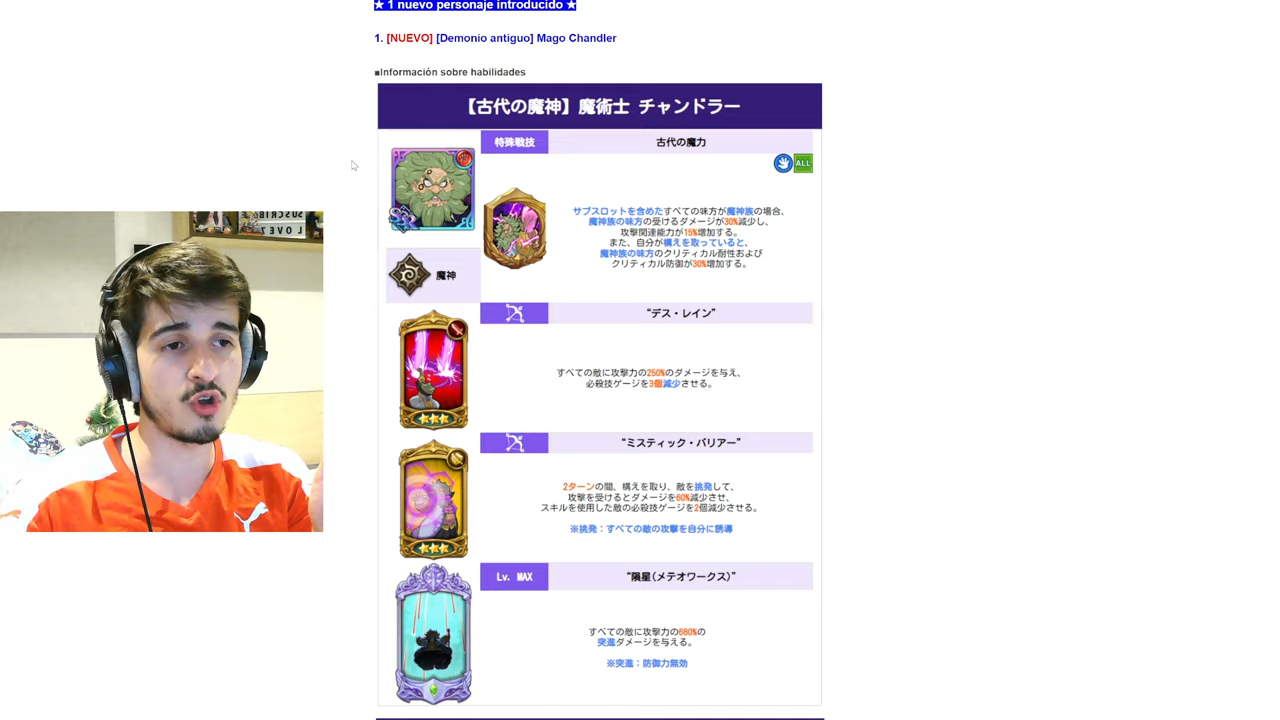 ★ 1 nuevo personaje introducido ★
1. [NUEVO] [Demonio antiguo] Mago Chandler
■Información sobre habilidades
【古代の魔神】魔術士 チャンドラー
特殊戦技
古代の魔力
ALL
サブスロットを含めたすべての味方が魔神族の場合、
魔神族の味方の受けるダメージが30%減少し、
攻撃関連能力が15%増加する。
また、自分が構えを取っていると、
魔神族の味方のクリティカル耐性および
クリティカル防御が30%増加する。
魔神
“デス・レイン”
すべての敵に攻撃力の250%のダメージを与え、
必殺技ゲージを3個減少させる。
“ミスティック・バリアー”
2ターンの間、構えを取り、敵を挑発して、
攻撃を受けるとダメージを60%減少させ、
スキルを使用した敵の必殺技ゲージを2個減少させる。
※挑発：すべての敵の攻撃を自分に誘導
Lv. MAX
“隕星(メテオワークス)”
すべての敵に攻撃力の680%の
突進ダメージを与える。
※突進：防御力無効